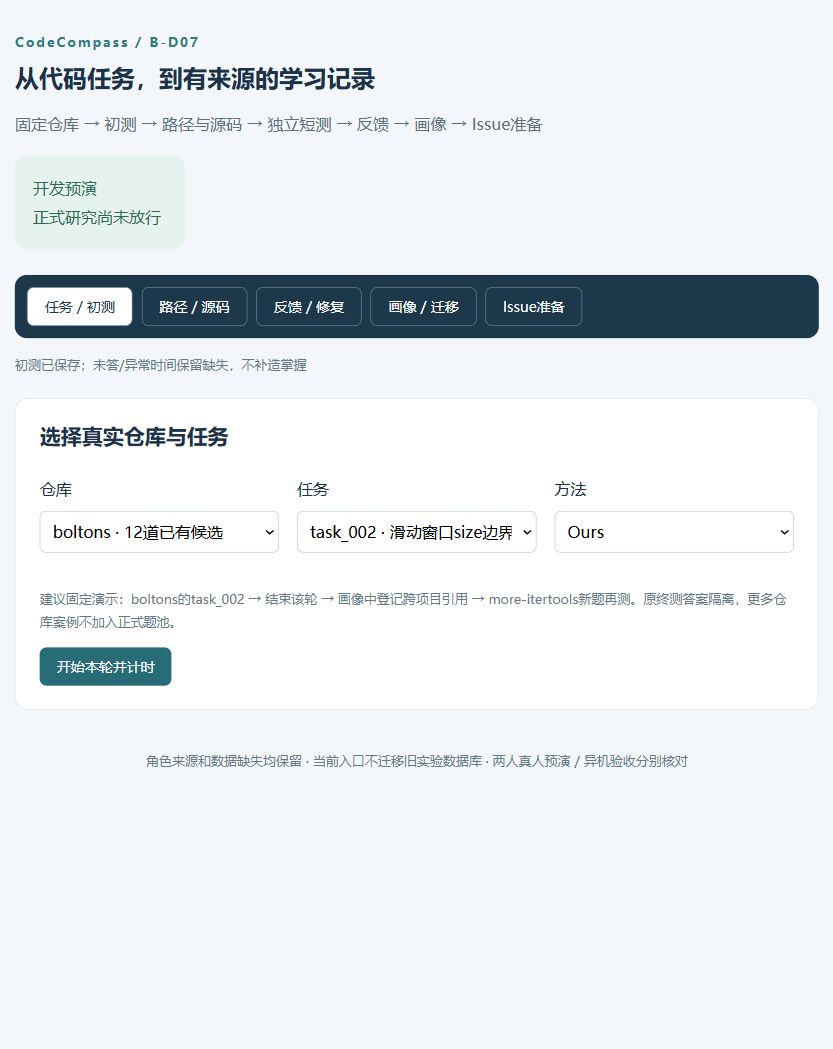 CodeCompass / B-D07
从代码任务，到有来源的学习记录
固定仓库 → 初测 → 路径与源码 → 独立短测 → 反馈 → 画像 → Issue准备
开发预演
正式研究尚未放行
任务 / 初测
路径 / 源码
反馈 / 修复
画像 / 迁移
Issue准备
初测已保存；未答/异常时间保留缺失，不补造掌握
选择真实仓库与任务
仓库
任务
方法
boltons · 12道已有候选
task_002 · 滑动窗口size边界
Ours
建议固定演示：boltons的task_002 → 结束该轮 → 画像中登记跨项目引用 → more-itertools新题再测。原终测答案隔离，更多仓
库案例不加入正式题池。
开始本轮并计时
角色来源和数据缺失均保留 · 当前入口不迁移旧实验数据库 · 两人真人预演 / 异机验收分别核对